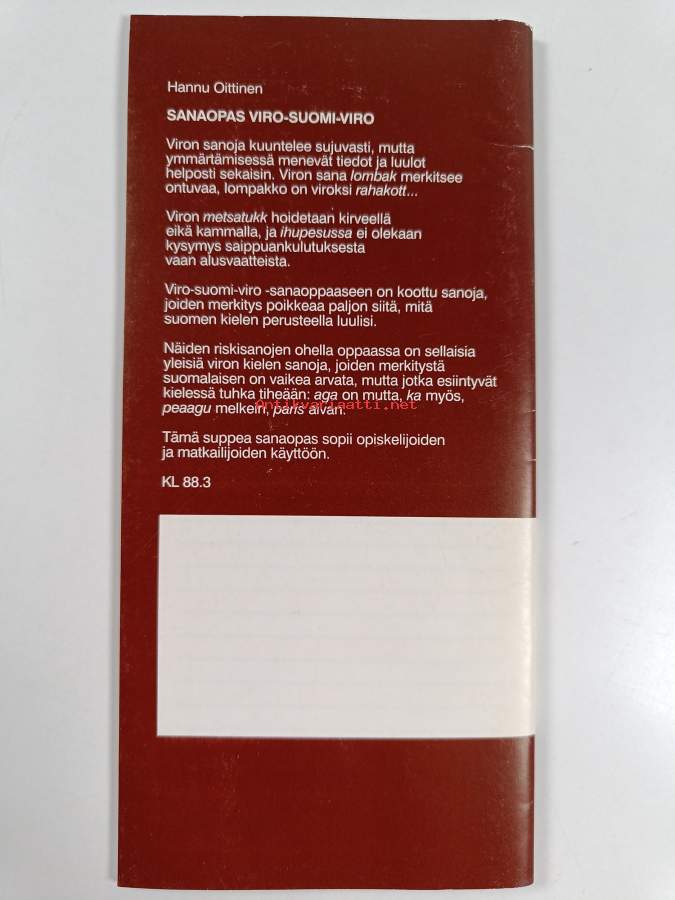 Hannu Oittinen
SANAOPAS VIRO-SUOMI-VIRO
Viron sanoja kuuntelee sujuvasti, mutta
ymmärtämisessä menevät tiedot ja luulot
helposti sekaisin. Viron sana lombak merkitsee
ontuvaa, lompakko on viroksi rahakott...
Viron metsatukk hoidetaan kirveellä
eikä kammalla, ja ihupesussa ei olekaan
kysymys saippuankulutuksesta
vaan alusvaatteista.
Viro-suomi-viro -sanaoppaaseen on koottu sanoja,
joiden merkitys poikkeaa paljon siitä, mitä
suomen kielen perusteella luulisi.
Näiden riskisanojen ohella oppaassa on sellaisia
yleisiä viron kielen sanoja, joiden merkitystä
suomalaisen on vaikea arvata, mutta jotka esiintyvät
kielessä tuhka tiheään: aga on mutta, ka myös,
Antikvariaatti.net
peaagu melkein, päris aivan.
Tämä suppea sanaopas sopii opiskelijoiden
ja matkailijoiden käyttöön.
KL 88.3